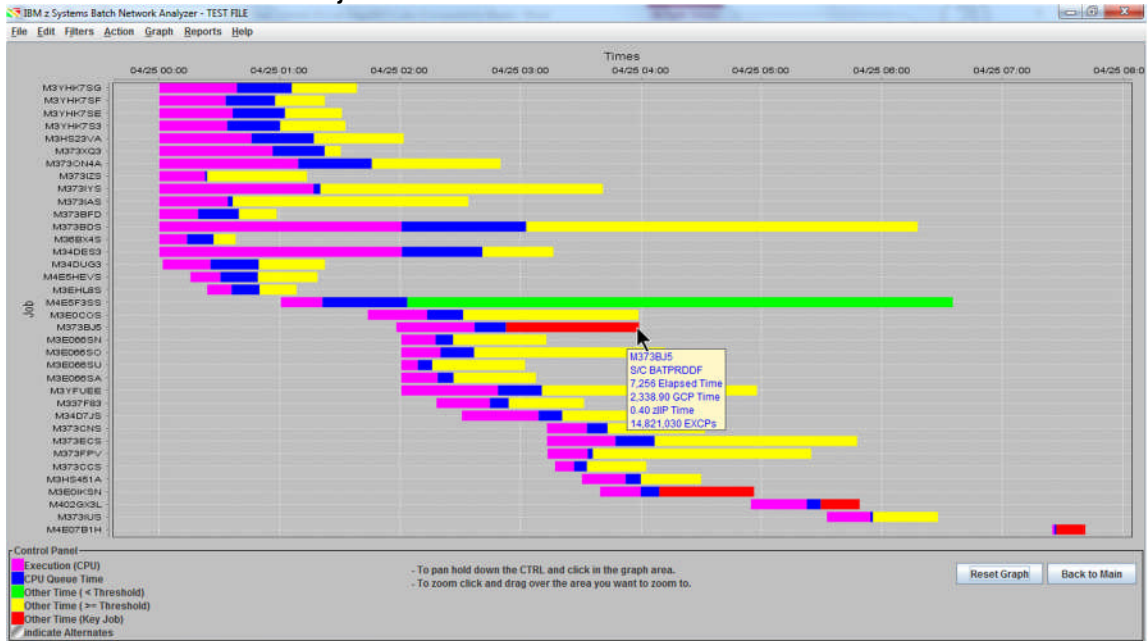 IBM z Systems Batch Network Analyzer - TEST FILE
File Edit Filters Action Graph Reports Help
Times
04/25 00:00 04/25 01:00 04/25 02:00 04/25 03:00 04/25 04:00 04/25 05:00 04/25 06:00 04/25 07:00 04/25 08:0
Job
M3YHK7SG
M3YHK7SF
M3YHK7SE
M3YHK7S3
M3HS23VA
M373XQ3
M373ON4A
M373IZS
M373IYS
M373IAS
M373BFD
M373BDS
M36BX4S
M34DES3
M34DUG3
M4E5HEVS
M3EHL8S
M4E5F3SS
M3E0COS
M373BJ5
M3E066SN
M3E066SO
M3E066SU
M3E066SA
M3YFUEE
M337F83
M34D7JS
M373CNS
M373ECS
M373FPV
M373CCS
M3HS451A
M3E0IKSN
M402GX3L
M373IUS
M4E07B1H
M373BJ5
S/C BATPRDDF
7,256 Elapsed Time
2,338.90 GCP Time
0.40 zIIP Time
14,821,030 EXCPs
Control Panel
Execution (CPU)
CPU Queue Time
Other Time ( < Threshold)
Other Time ( >= Threshold)
Other Time (Key Job)
indicate Alternates
- To pan hold down the CTRL and click in the graph area.
- To zoom click and drag over the area you want to zoom to.
Reset Graph Back to Main